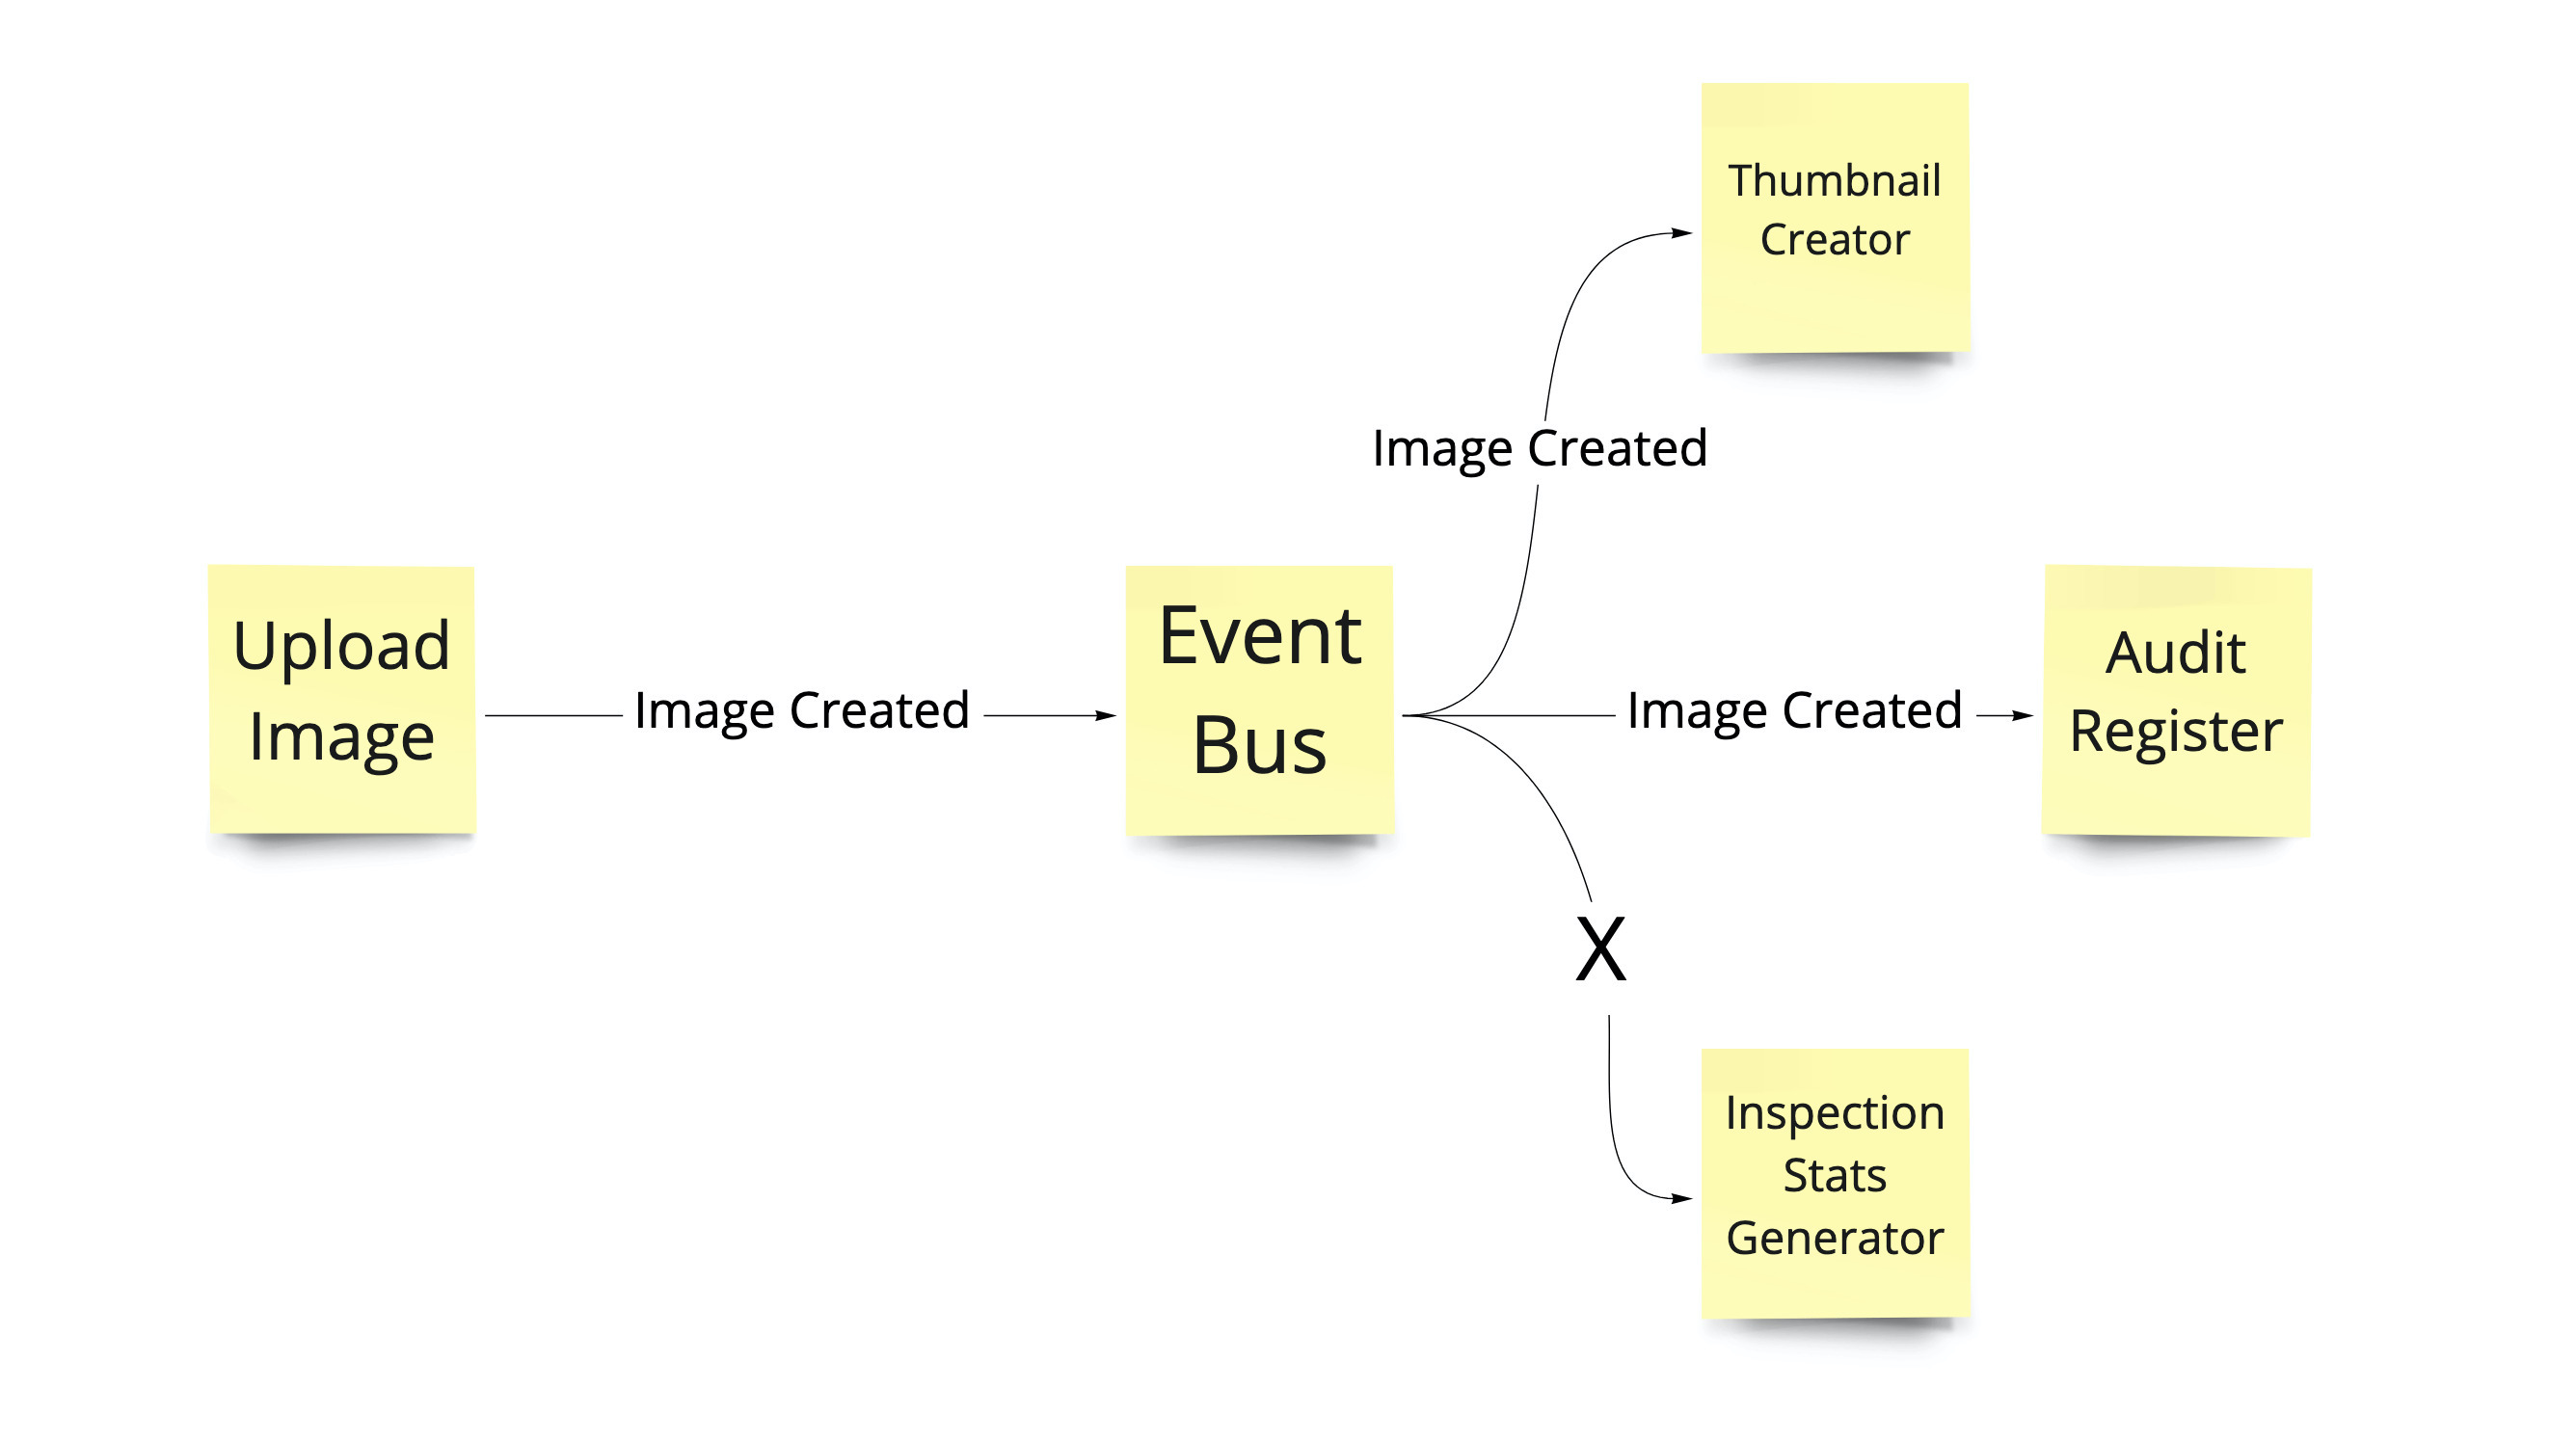 Thumbnail
Creator
Image Created
Upload
Image
Image Created
Event
Bus
Image Created
Audit
Register
X
Inspection
Stats
Generator